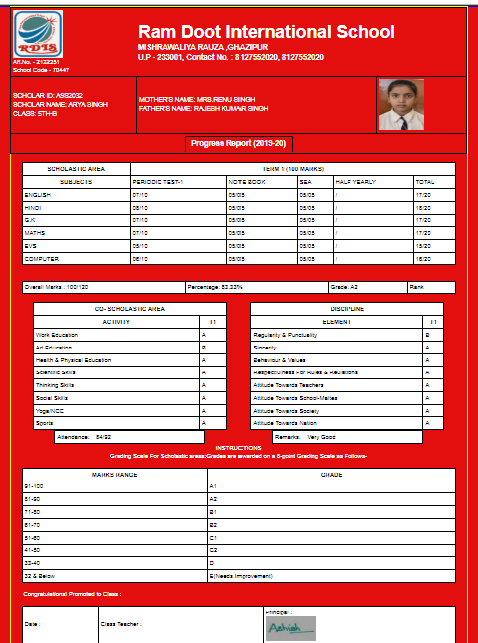 RDIS
Ram Doot International School
MISHRAWALIYA RAUZA ,GHAZIPUR
U.P - 233001, Contact No. : 8127552020, 8127552020
Aff.No. - 2132251
School Code - 70447
SCHOLAR ID: A982032
SCHOLAR NAME: ARYA SINGH
CLASS: 5TH-B
MOTHER'S NAME: MRS.RENU SINGH
FATHER'S NAME: RAJESH KUMAR SINGH
Progress Report (2019-20)
SCHOLASTIC AREA TERM 1 (100 MARKS)
SUBJECTS PERIODIC TEST-1 NOTE BOOK SEA HALF YEARLY TOTAL
ENGLISH 07/10 05/05 05/05 / 17/20
HINDI 08/10 05/05 05/05 / 18/20
G.K 07/10 05/05 05/05 / 17/20
MATHS 07/10 05/05 05/05 / 17/20
EVS 05/10 05/05 05/05 / 15/20
COMPUTER 06/10 05/05 05/05 / 16/20
Overall Marks : 100/120 Percentage: 83.33% Grade: A2 Rank
CO- SCHOLASTIC AREA
ACTIVITY T1
Work Education A
Art Education B
Health & Physical Education A
Scientific Skills A
Thinking Skills A
Social Skills A
Yoga/NCC A
Sports A
Attendance: 84/92
DISCIPLINE
ELEMENT T1
Regularity & Punctuality B
Sincerity A
Behaviour & Values A
Respectfulness For Rules & Regulations A
Attitude Towards Teachers A
Attitude Towards School-Mates A
Attitude Towards Society A
Attitude Towards Nation A
Remarks: Very Good
INSTRUCTIONS
Grading Scale For Scholastic areas:Grades are awarded on a 8-point Grading Scale as Follows-
MARKS RANGE GRADE
91-100 A1
81-90 A2
71-80 B1
61-70 B2
51-60 C1
41-50 C2
33-40 D
32 & Below E(Needs Improvement)
Congratulations! Promoted to Class :
Date : Class Teacher : Principal :
Ashish